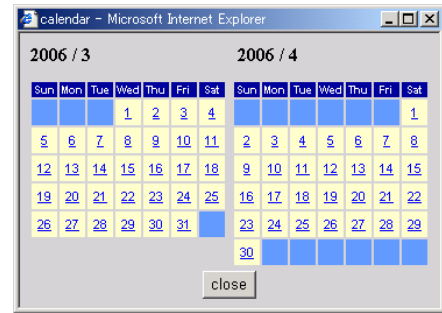 calendar - Microsoft Internet Explorer
2006 / 3
Sun Mon Tue Wed Thu Fri Sat
1 2 3 4
5 6 7 8 9 10 11
12 13 14 15 16 17 18
19 20 21 22 23 24 25
26 27 28 29 30 31
2006 / 4
Sun Mon Tue Wed Thu Fri Sat
1
2 3 4 5 6 7 8
9 10 11 12 13 14 15
16 17 18 19 20 21 22
23 24 25 26 27 28 29
30
close